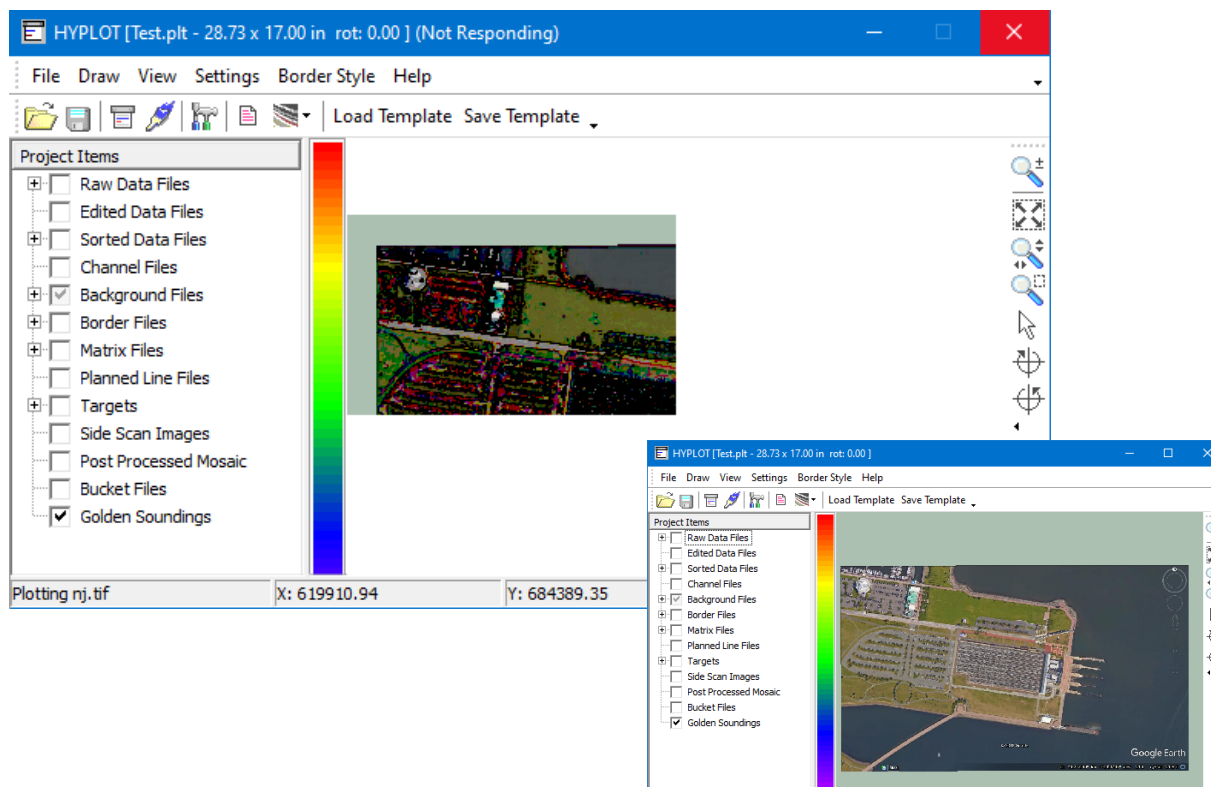 HYPLOT [Test.plt - 28.73 x 17.00 in  rot: 0.00 ] (Not Responding)
File Draw View Settings Border Style Help
Load Template Save Template
Project Items
Raw Data Files
Edited Data Files
Sorted Data Files
Channel Files
Background Files
Border Files
Matrix Files
Planned Line Files
Targets
Side Scan Images
Post Processed Mosaic
Bucket Files
Golden Soundings
Plotting nj.tif X: 619910.94 Y: 684389.35
HYPLOT [Test.plt - 28.73 x 17.00 in  rot: 0.00 ]
File Draw View Settings Border Style Help
Load Template Save Template
Project Items
Raw Data Files
Edited Data Files
Sorted Data Files
Channel Files
Background Files
Border Files
Matrix Files
Planned Line Files
Targets
Side Scan Images
Post Processed Mosaic
Bucket Files
Golden Soundings
Google Earth